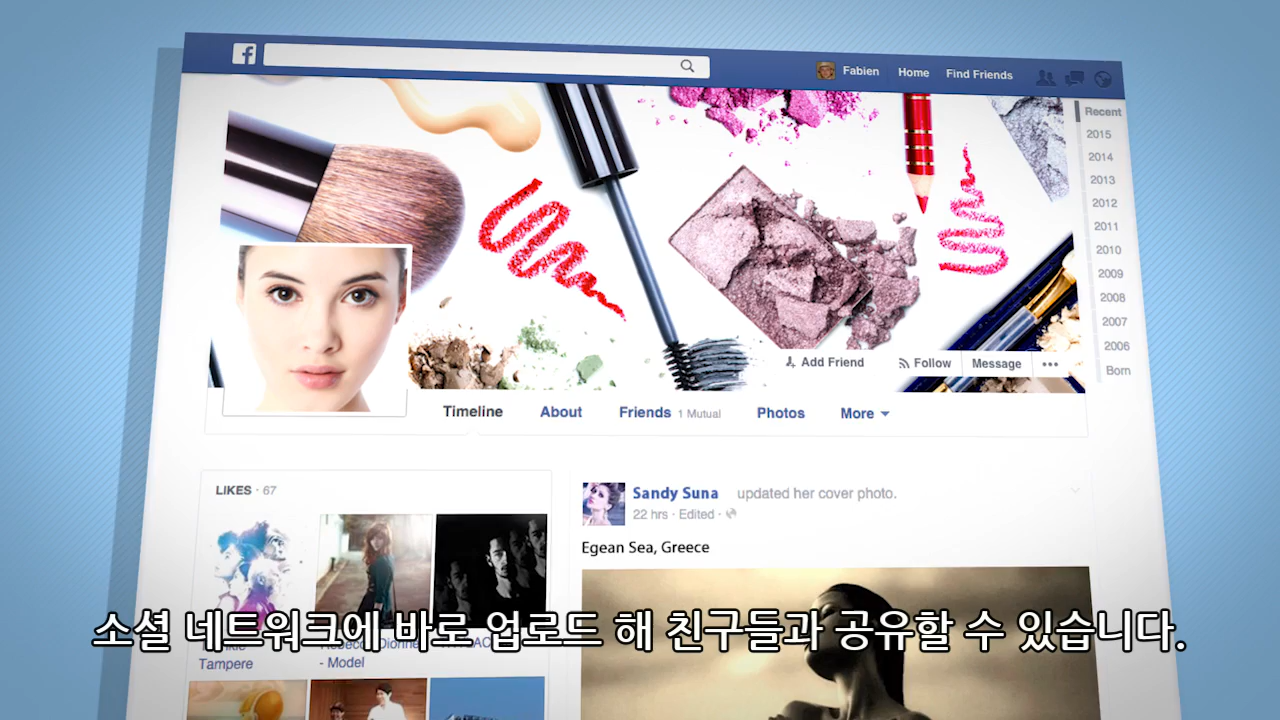 f
Fabien Home Find Friends
Recent
2015
2014
2013
2012
2011
2010
2009
2008
2007
2006
Born
Add Friend Follow Message •••
Timeline About Friends 1 Mutual Photos More
LIKES · 67
Sandy Suna updated her cover photo.
22 hrs · Edited ·
Egean Sea, Greece
소셜 네트워크에 바로 업로드 해 친구들과 공유할 수 있습니다.
Tampere
- Model